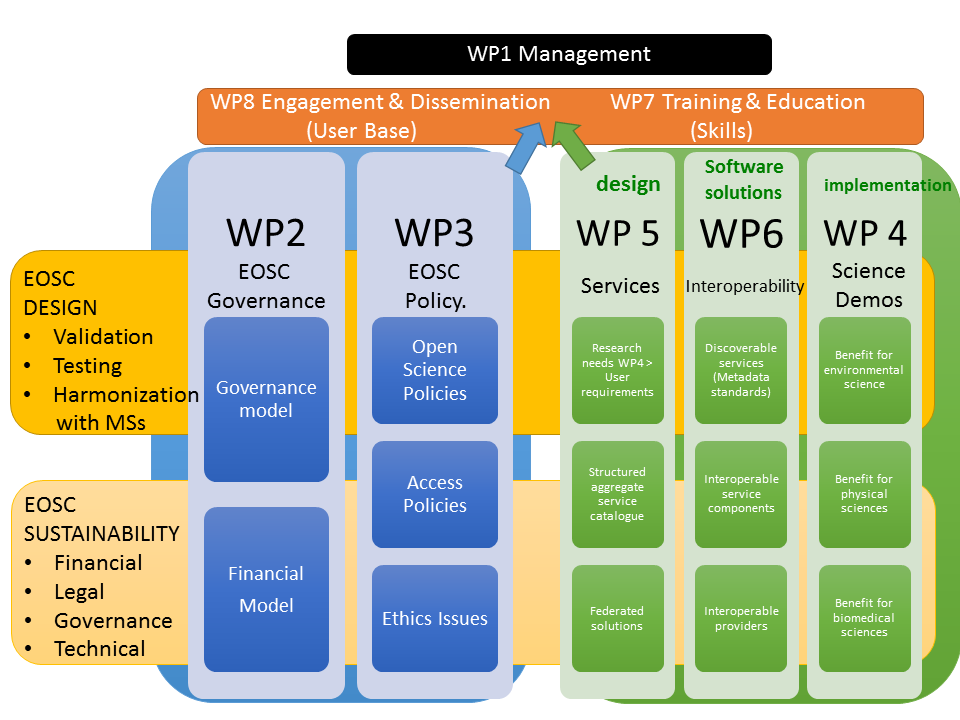 WP1 Management
WP8 Engagement & Dissemination
(User Base)
WP7 Training & Education
(Skills)
EOSC
DESIGN
• Validation
• Testing
• Harmonization
with MSs
EOSC
SUSTAINABILITY
• Financial
• Legal
• Governance
• Technical
WP2
EOSC
Governance
Governance
model
Financial
Model
WP3
EOSC
Policy.
Open
Science
Policies
Access
Policies
Ethics Issues
design
WP 5
Services
Research
needs WP4 >
User
requirements
Structured
aggregate
service
catalogue
Federated
solutions
Software
solutions
WP6
Interoperability
Discoverable
services
(Metadata
standards)
Interoperable
service
components
Interoperable
providers
implementation
WP 4
Science
Demos
Benefit for
environmental
science
Benefit for
physical
sciences
Benefit for
biomedical
sciences